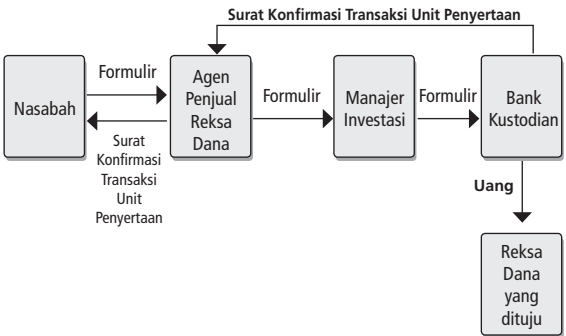 Surat Konfirmasi Transaksi Unit Penyertaan
Nasabah
Formulir
Surat
Konfirmasi
Transaksi
Unit
Penyertaan
Agen
Penjual
Reksa
Dana
Formulir
Manajer
Investasi
Formulir
Bank
Kustodian
Uang
Reksa
Dana
yang
dituju